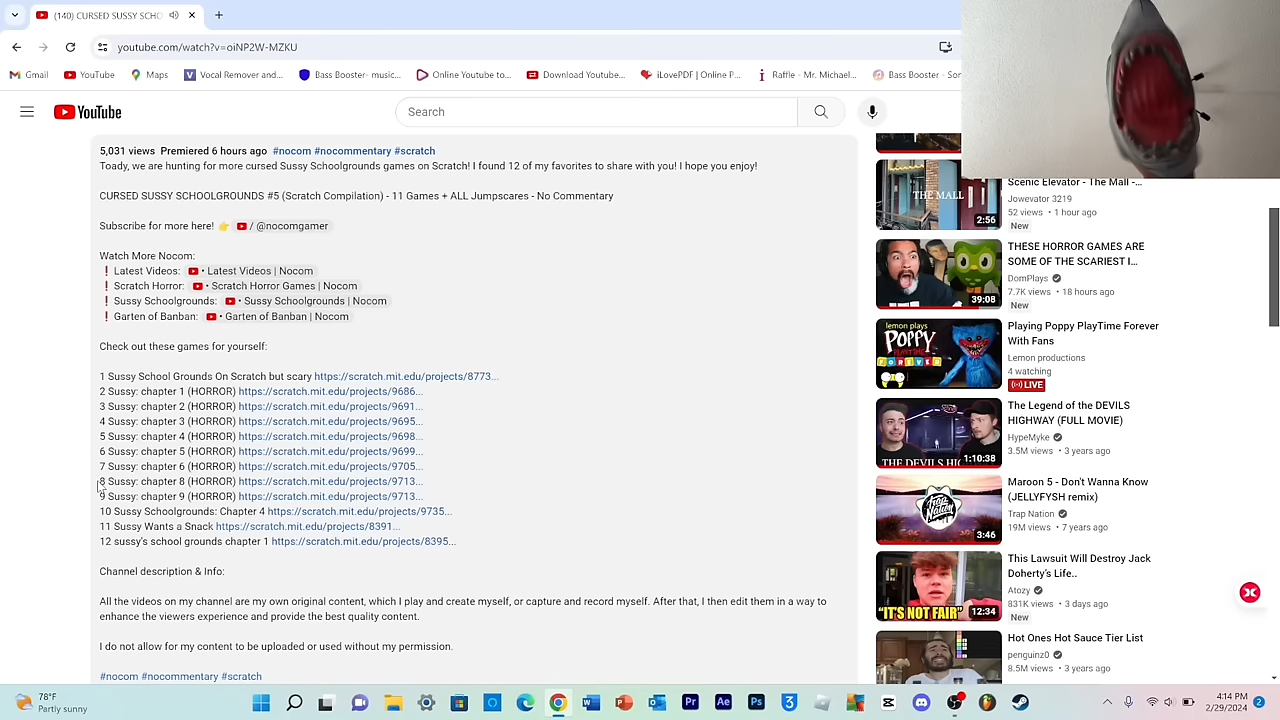 (140) CURSED SUSSY SCHO
youtube.com/watch?v=oiNP2W-MZKU
Gmail
YouTube
Maps
Vocal Remover and...
Bass Booster - music...
Online Youtube...
Download Youtube...
iLovePDF | Online F...
iffle - Mr. Michael...
Bass Booster - Son
YouTube
Search
5,031 views
#nocom #nocommentary #scratch
Toady, we are hunting for cursed Sussy Schoolgrounds games on Scratch! I found 12 of my favorites to share with you! I hope you enjoy!
CURSED SUSSY SCHOOLGROUNDS (Scratch Compilation) - 11 Games + ALL Jumpscares - No Commentary
Subscribe for more here! / @nocomgamer
Watch More Nocom:
Latest Videos: • Latest Videos | Nocom
Scratch Horror: • Scratch Horror Games | Nocom
Sussy Schoolgrounds: • Sussy Schoolgrounds | Nocom
Garten of Banban: • Garten of Banban | Nocom
Check out these games for yourself:
1 Sussy School Scratch but scary https://scratch.mit.edu/projects/8773...
2 Sussy: chapter 1 (HORROR) https://scratch.mit.edu/projects/9686...
3 Sussy: chapter 2 (HORROR) https://scratch.mit.edu/projects/9691...
4 Sussy: chapter 3 (HORROR) https://scratch.mit.edu/projects/9695...
5 Sussy: chapter 4 (HORROR) https://scratch.mit.edu/projects/9698...
6 Sussy: chapter 5 (HORROR) https://scratch.mit.edu/projects/9699...
7 Sussy: chapter 6 (HORROR) https://scratch.mit.edu/projects/9705...
8 Sussy: chapter 8 (HORROR) https://scratch.mit.edu/projects/9713...
9 Sussy: chapter 9 (HORROR) https://scratch.mit.edu/projects/9713...
10 Sussy Schoolgrounds: Chapter 4 https://scratch.mit.edu/projects/9735...
11 Sussy Wants a Snack https://scratch.mit.edu/projects/8391...
12 sussy's school grounds chapter 1 https://scratch.mit.edu/projects/8395...
Channel description & info:
All the videos on my channel are my own original content, which I play and create myself, or capture and record myself. After that, I then edit them in a way to
enhance the viewers experience and provide you the best quality content.
I do not allow for my content to be uploaded or used without my permission.
#nocom #nocommentary #scratch
THE MALL
2:56
Scenic Elevator - The Mall -...
Jowevator 3219
52 views • 1 hour ago
New
39:08
THESE HORROR GAMES ARE
SOME OF THE SCARIEST I...
DomPlays
7.7K views • 18 hours ago
New
lemon plays
POPPY
PLAYTIME
FOREVER
Playing Poppy PlayTime Forever
With Fans
Lemon productions
4 watching
LIVE
THE DEVILS HIG
1:10:38
The Legend of the DEVILS
HIGHWAY (FULL MOVIE)
HypeMyke
3.5M views • 3 years ago
Trap Nation
3:46
Maroon 5 - Don't Wanna Know
(JELLYFYSH remix)
Trap Nation
19M views • 7 years ago
"IT'S NOT FAIR"
12:34
This Lawsuit Will Destroy Jack
Doherty's Life..
Atozy
831K views • 3 days ago
New
Hot Ones Hot Sauce Tier List
penguinz0
8.5M views • 3 years ago
78°F
Partly sunny
4:14 PM
2/29/2024
2